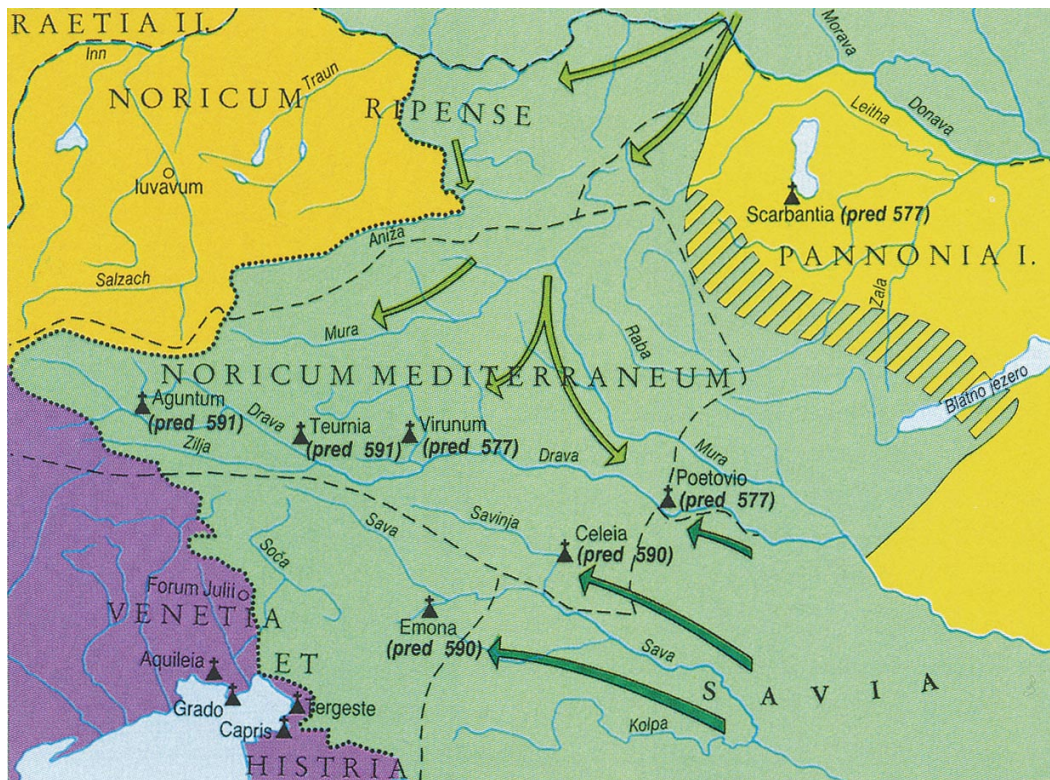 RAETIA II.
Inn
NORICUM
Traun
RIPENSE
Morava
Leitha
Donava
Iuvavum
Scarbantia (pred 577)
Aniža
PANNONIA I.
Salzach
Zala
Mura
Raba
NORICUM MEDITERRANEUM
Blatno jezero
Aguntum
(pred 591)
Drava
Teurnia
(pred 591)
Virunum
(pred 577)
Zilja
Drava
Mura
Poetovio
(pred 577)
Sava
Savinja
Celeia
(pred 590)
Soča
Forum Julii
VENETIA
Emona
(pred 590)
Sava
Aquileia
ET
SAVIA
Grado
Tergeste
Capris
Kolpa
HISTRIA